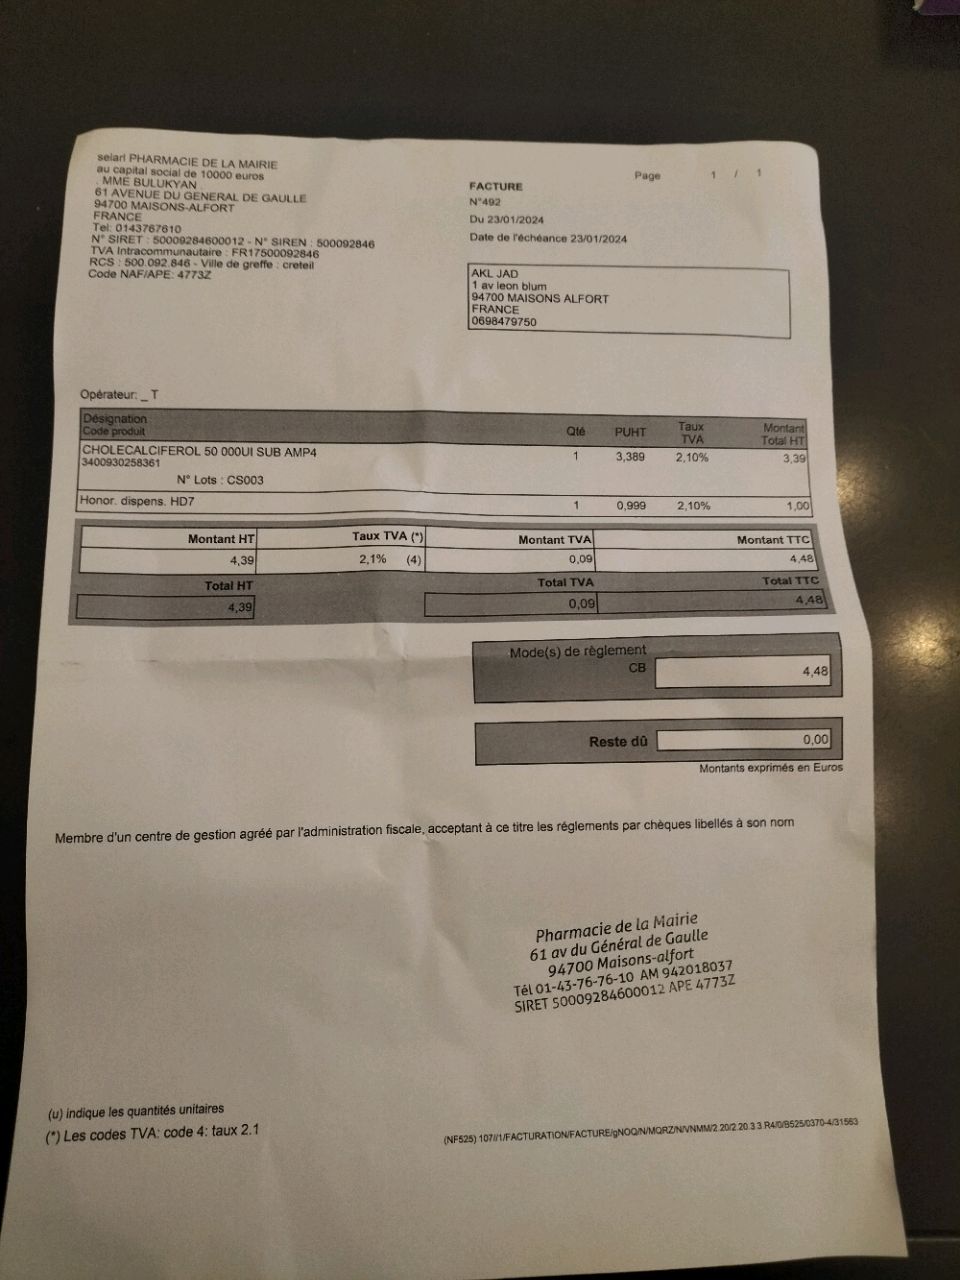 selarl PHARMACIE DE LA MAIRIE
au capital social de 10000 euros
. MME BULUKYAN
61 AVENUE DU GENERAL DE GAULLE
94700 MAISONS-ALFORT
FRANCE
Tel: 0143767610
N° SIRET : 50009284600012 - N° SIREN : 500092846
TVA Intracommunautaire : FR17500092846
RCS : 500.092.846 - Ville de greffe : creteil
Code NAF/APE: 4773Z
Page 1 / 1
FACTURE
N°492
Du 23/01/2024
Date de l'échéance 23/01/2024
AKL JAD
1 av leon blum
94700 MAISONS ALFORT
FRANCE
0698479750
Opérateur: _ T
Désignation
Code produit
Qté PUHT Taux TVA Montant Total HT
CHOLECALCIFEROL 50 000UI SUB AMP4 1 3,389 2,10% 3,39
3400930258361
N° Lots : CS003
Honor. dispens. HD7 1 0,999 2,10% 1,00
Montant HT Taux TVA (*) Montant TVA Montant TTC
4,39 2,1% (4) 0,09 4,48
Total HT Total TVA Total TTC
4,39 0,09 4,48
Mode(s) de règlement
CB 4,48
Reste dû 0,00
Montants exprimés en Euros
Membre d'un centre de gestion agréé par l'administration fiscale, acceptant à ce titre les réglements par chèques libellés à son nom
Pharmacie de la Mairie
61 av du Général de Gaulle
94700 Maisons-alfort
Tél 01-43-76-76-10 AM 942018037
SIRET 50009284600012 APE 4773Z
(u) indique les quantités unitaires
(*) Les codes TVA: code 4: taux 2.1
(NF525) 107//1/FACTURATION/FACTURE/gNOQ/N/MQRZ/N/VNMM/2.20/2.20.3.3 R4/0/B525/0370-4/31563